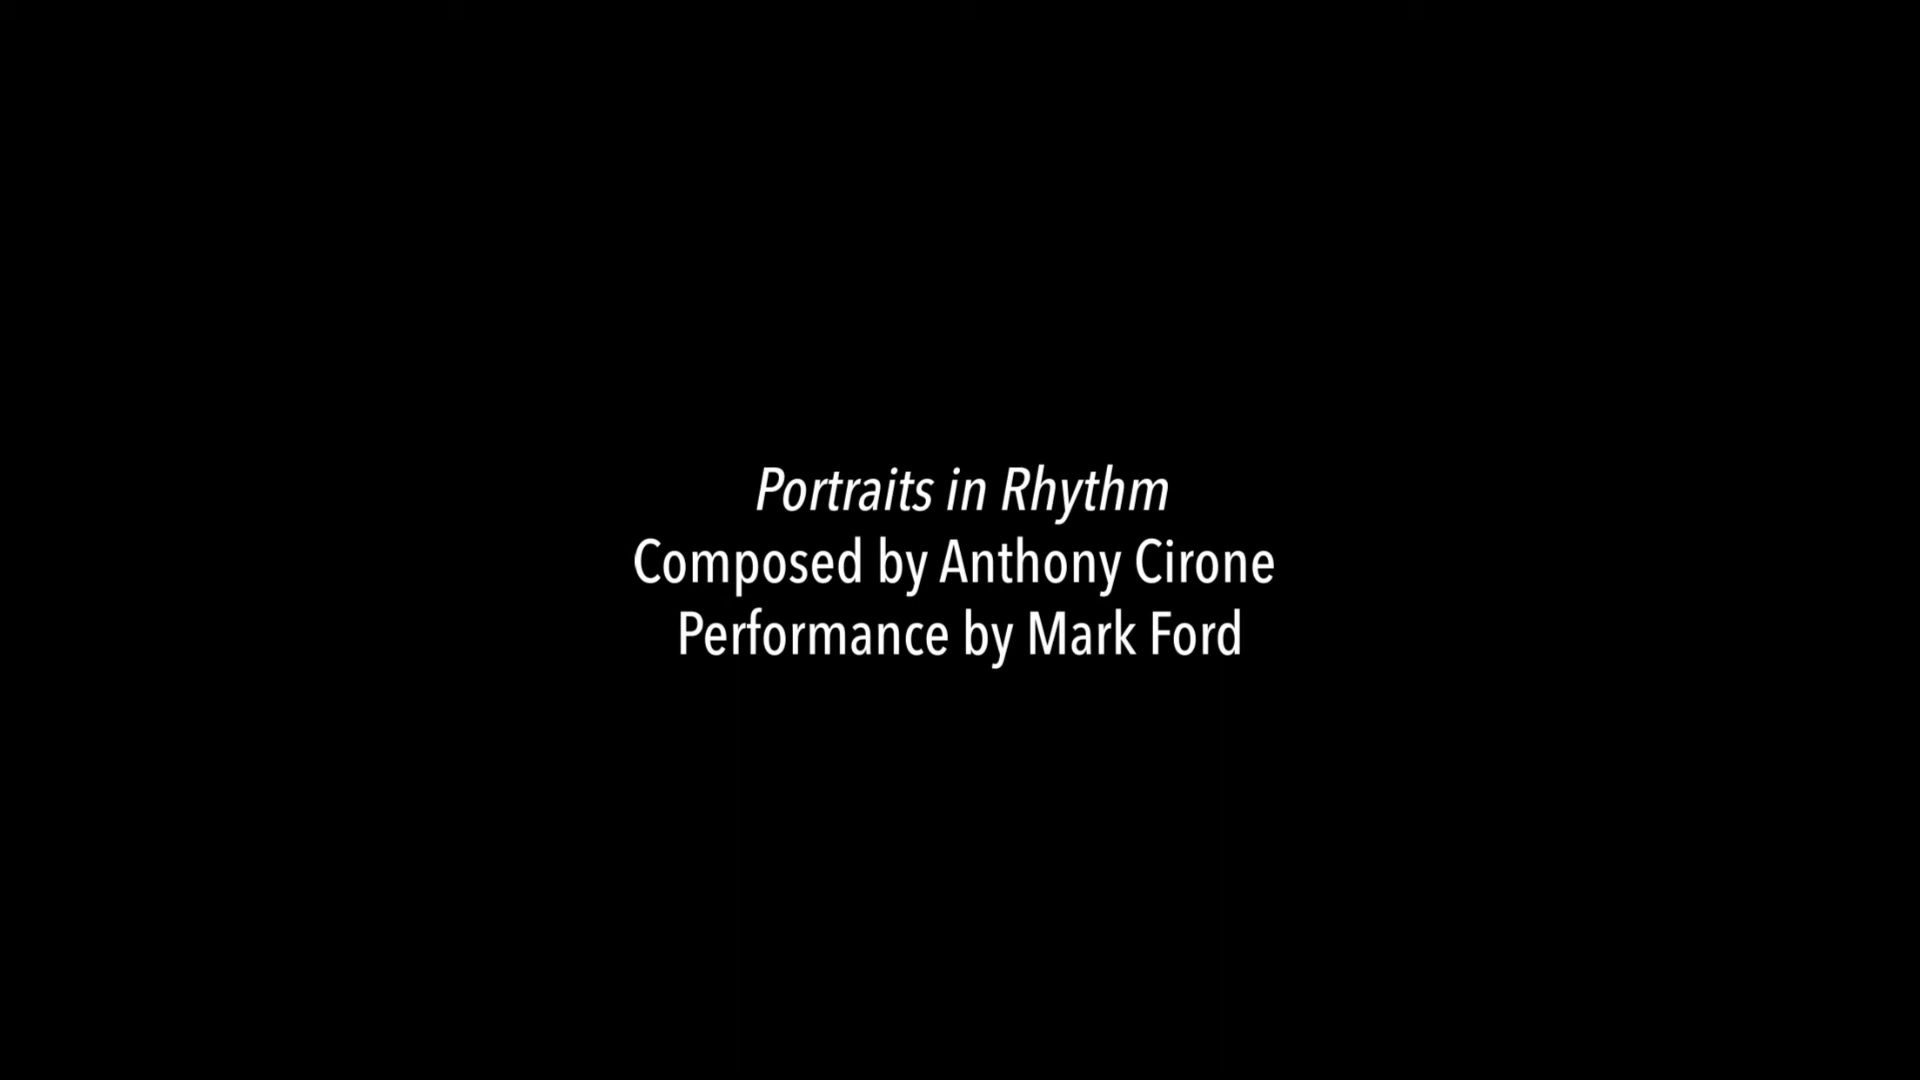 Portraits in Rhythm
Composed by Anthony Cirone
Performance by Mark Ford